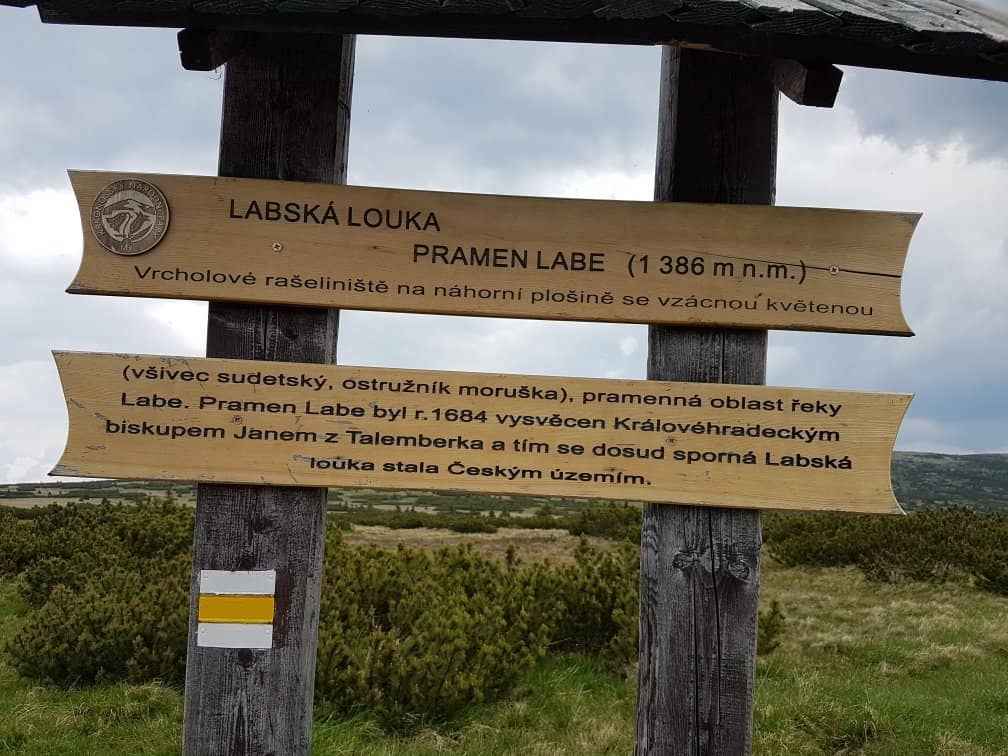 LABSKÁ LOUKA
PRAMEN LABE (1 386 m n.m.)
Vrcholové rašeliniště na náhorní plošině se vzácnou květenou
(všivec sudetský, ostružník moruška), pramenná oblast řeky
Labe. Pramen Labe byl r.1684 vysvěcen Královéhradeckým
biskupem Janem z Talemberka a tím se dosud sporná Labská
louka stala Českým územím.